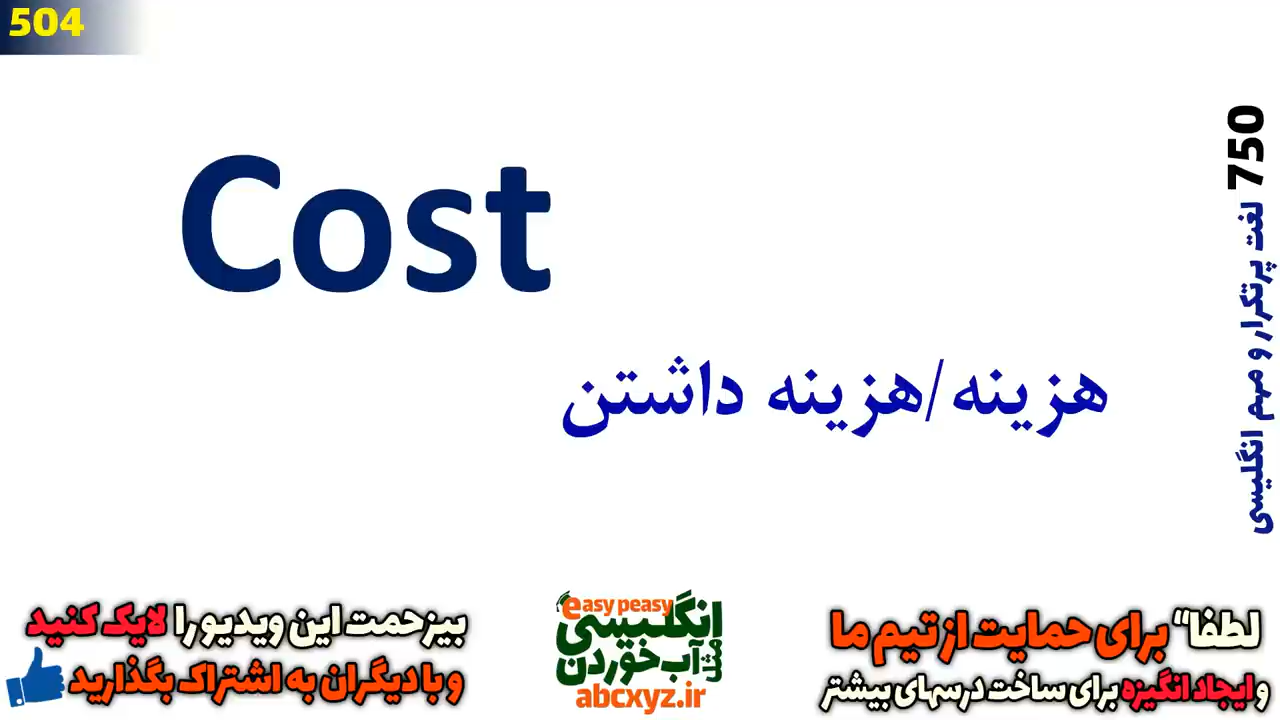 504
Cost
هزینه/هزینه داشتن
750 لغت پرتکرار و مهم انگلیسی
بیزحمت این ویدیو را لایک کنید
و با دیگران به اشتراک بگذارید
easy peasy
انگلیسی
مثل آب خوردن
abcxyz.ir
لطفا" برای حمایت از تیم ما
و ایجاد انگیزه برای ساخت درسهای بیشتر